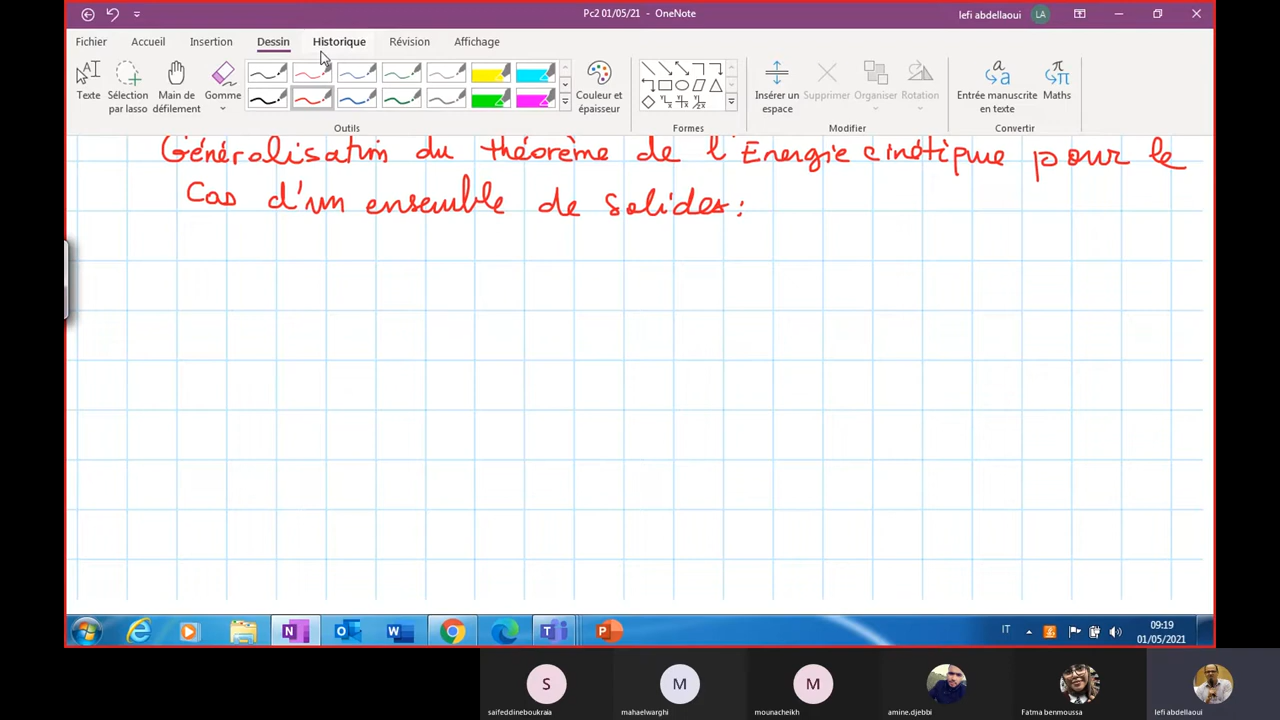 Pc2 01/05/21 - OneNote
lefi abdellaoui LA
Fichier Accueil Insertion Dessin Historique Révision Affichage
Texte Sélection par lasso Main de défilement Gomme Couleur et épaisseur Insérer un espace Supprimer Organiser Rotation Entrée manuscrite en texte Maths
Outils Formes Modifier Convertir
Généralisation du théorème de l'Energie cinétique pour le
Cas d'un ensemble de solides:
IT 09:19
01/05/2021
S M M
saifeddineboukraia mahaelwarghi mounacheikh amine.djebbi Fatma benmoussa lefi abdellaoui